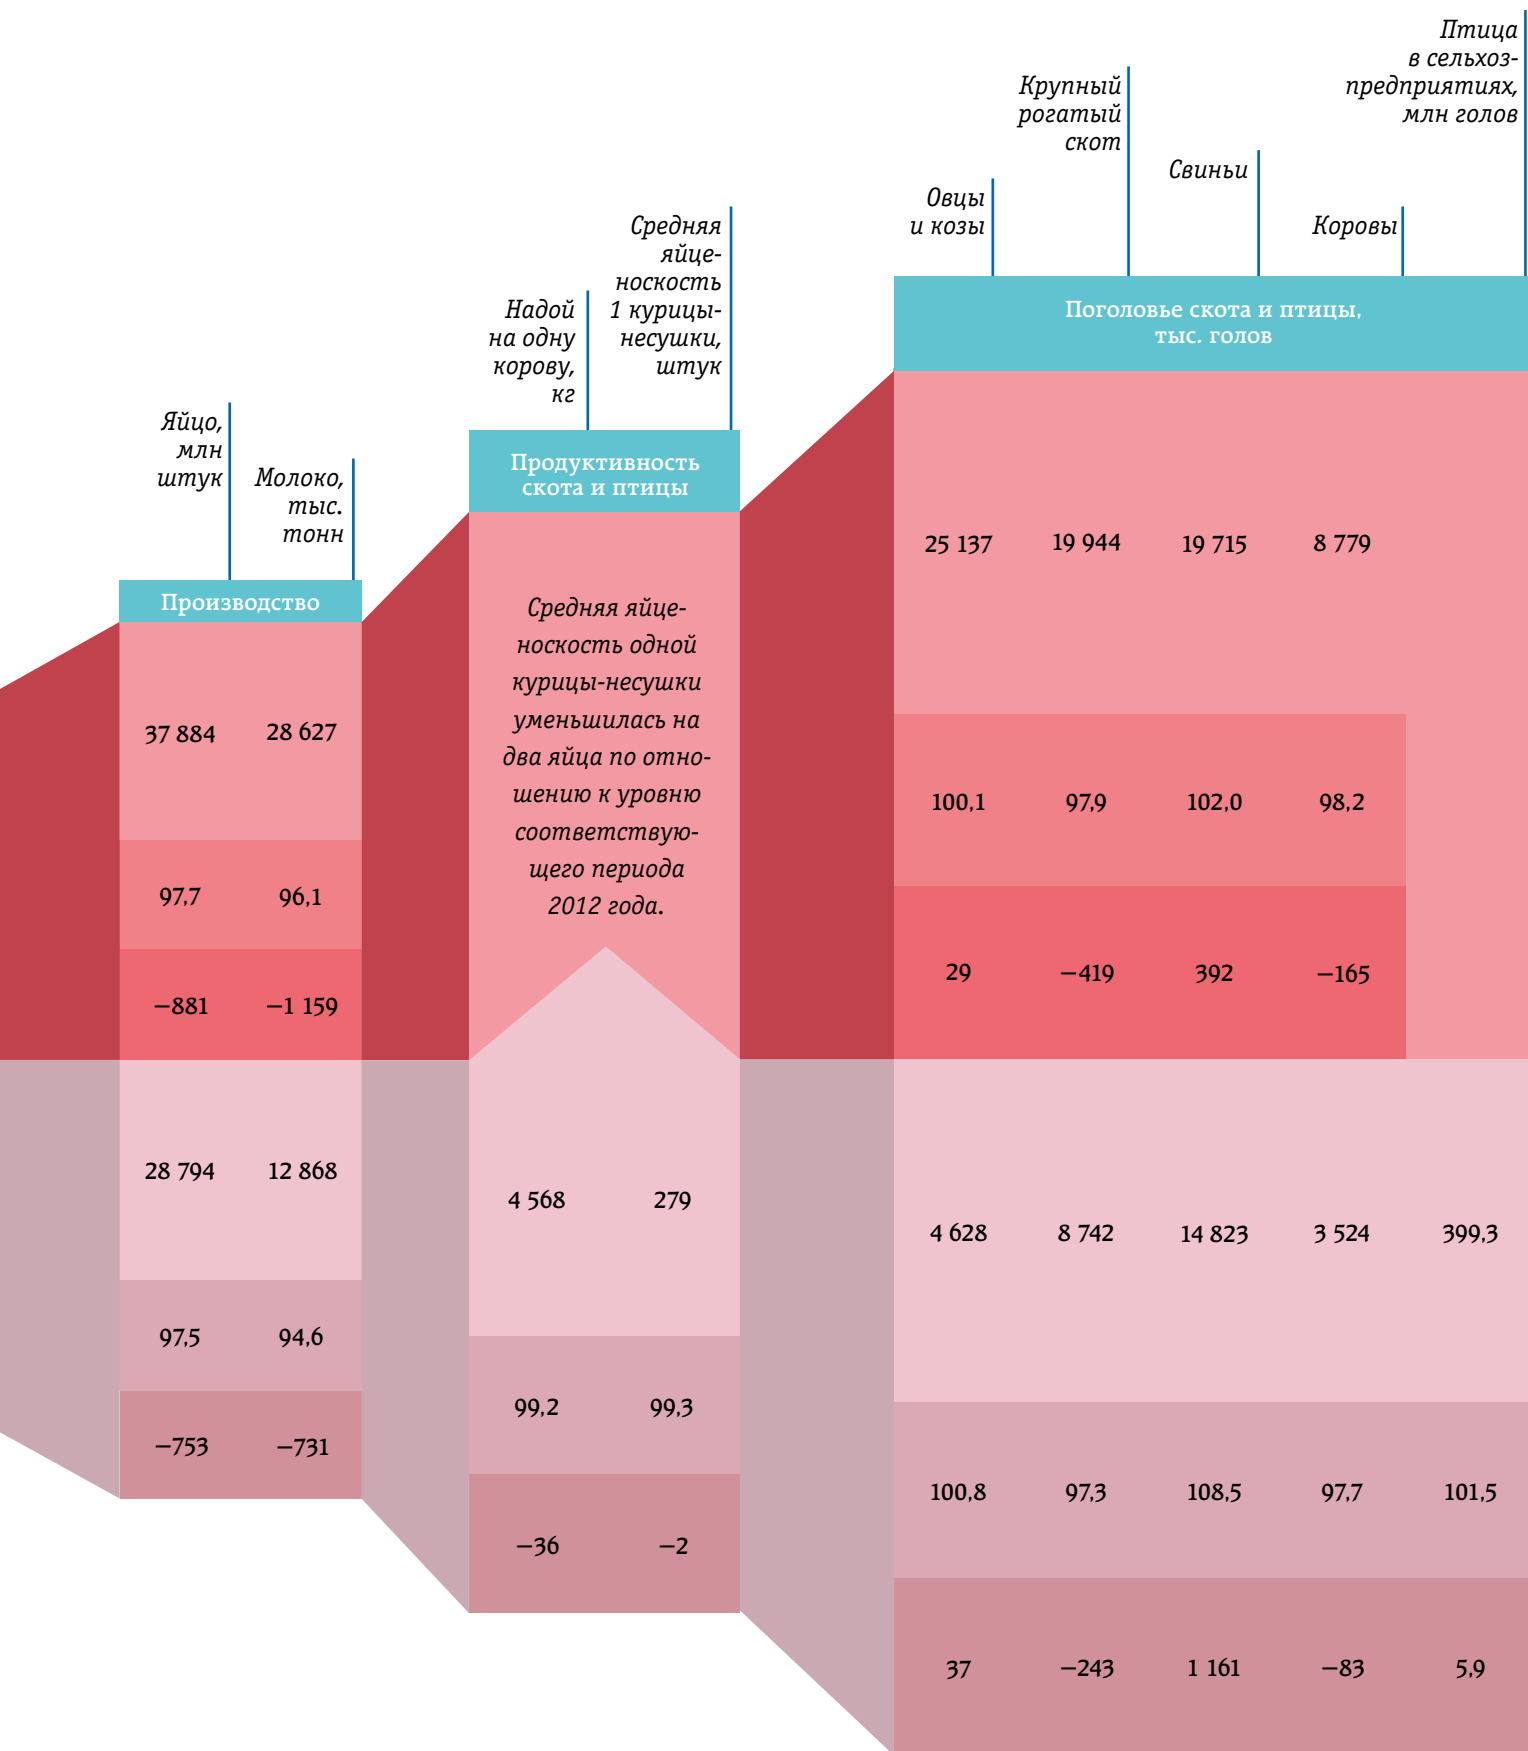 Птица
в сельхоз-
предприятиях,
млн голов
Крупный
рогатый
скот
Свиньи
Овцы
и козы
Коровы
Средняя
яйце-
носкость
1 курицы-
несушки,
штук
Надой
на одну
корову,
кг
Поголовье скота и птицы,
тыс. голов
Яйцо,
млн
штук
Молоко,
тыс.
тонн
Продуктивность
скота и птицы
Производство
25 137 19 944 19 715 8 779
Средняя яйце-
носкость одной
курицы-несушки
уменьшилась на
два яйца по отно-
шению к уровню
соответствую-
щего периода
2012 года.
37 884 28 627
100,1 97,9 102,0 98,2
97,7 96,1
29 –419 392 –165
–881 –1 159
28 794 12 868
4 568 279
4 628 8 742 14 823 3 524 399,3
97,5 94,6
99,2 99,3
–753 –731
100,8 97,3 108,5 97,7 101,5
–36 –2
37 –243 1 161 –83 5,9